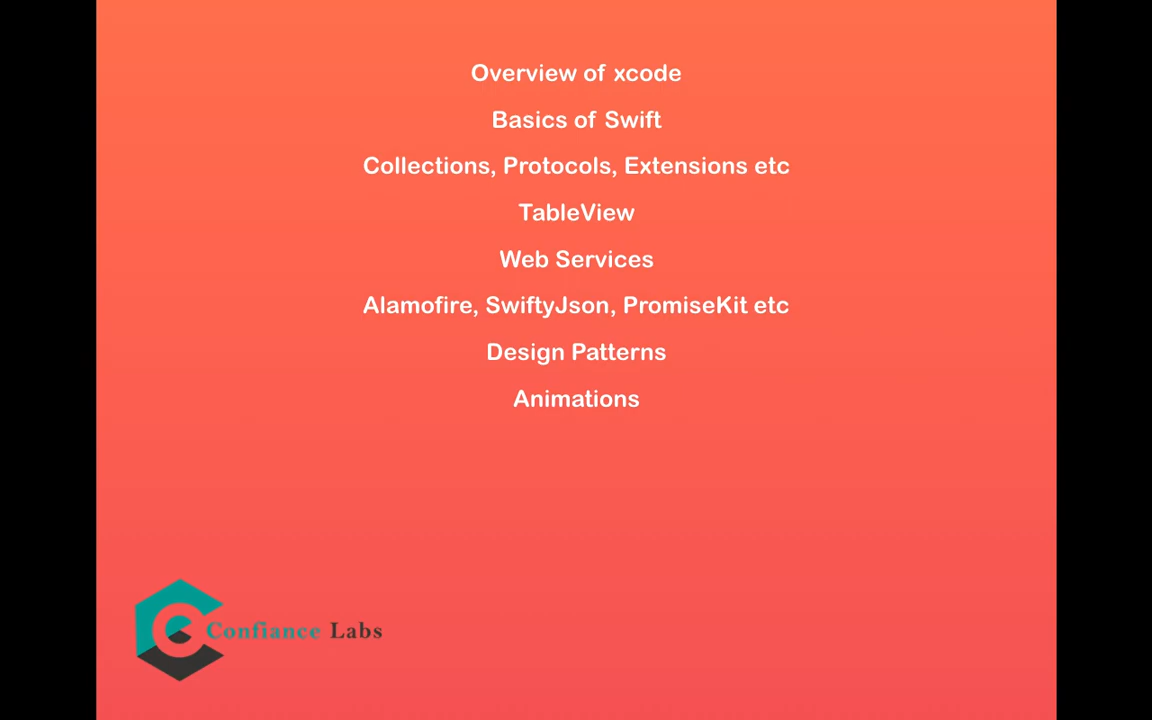 Overview of xcode
Basics of Swift
Collections, Protocols, Extensions etc
TableView
Web Services
Alamofire, SwiftyJson, PromiseKit etc
Design Patterns
Animations
Confiance Labs